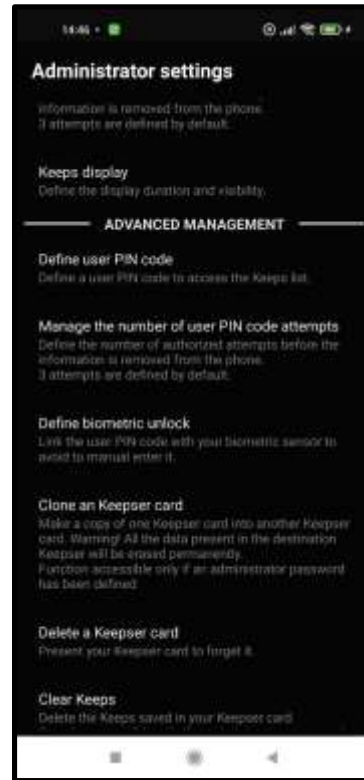 14:46
Administrator settings
information is removed from the phone.
3 attempts are defined by default.
Keeps display
Define the display duration and visibility.
ADVANCED MANAGEMENT
Define user PIN code
Define a user PIN code to access the Keeps list.
Manage the number of user PIN code attempts
Define the number of authorized attempts before the
information is removed from the phone.
3 attempts are defined by default.
Define biometric unlock
Link the user PIN code with your biometric sensor to
avoid to manual enter it.
Clone an Keepser card
Make a copy of one Keepser card into another Keepser
card. Warning! All the data present in the destination
Keepser will be erased permanently.
Function accessible only if an administrator password
has been defined
Delete a Keepser card
Present your Keepser card to forget it.
Clear Keeps
Delete the Keeps saved in your Keepser card